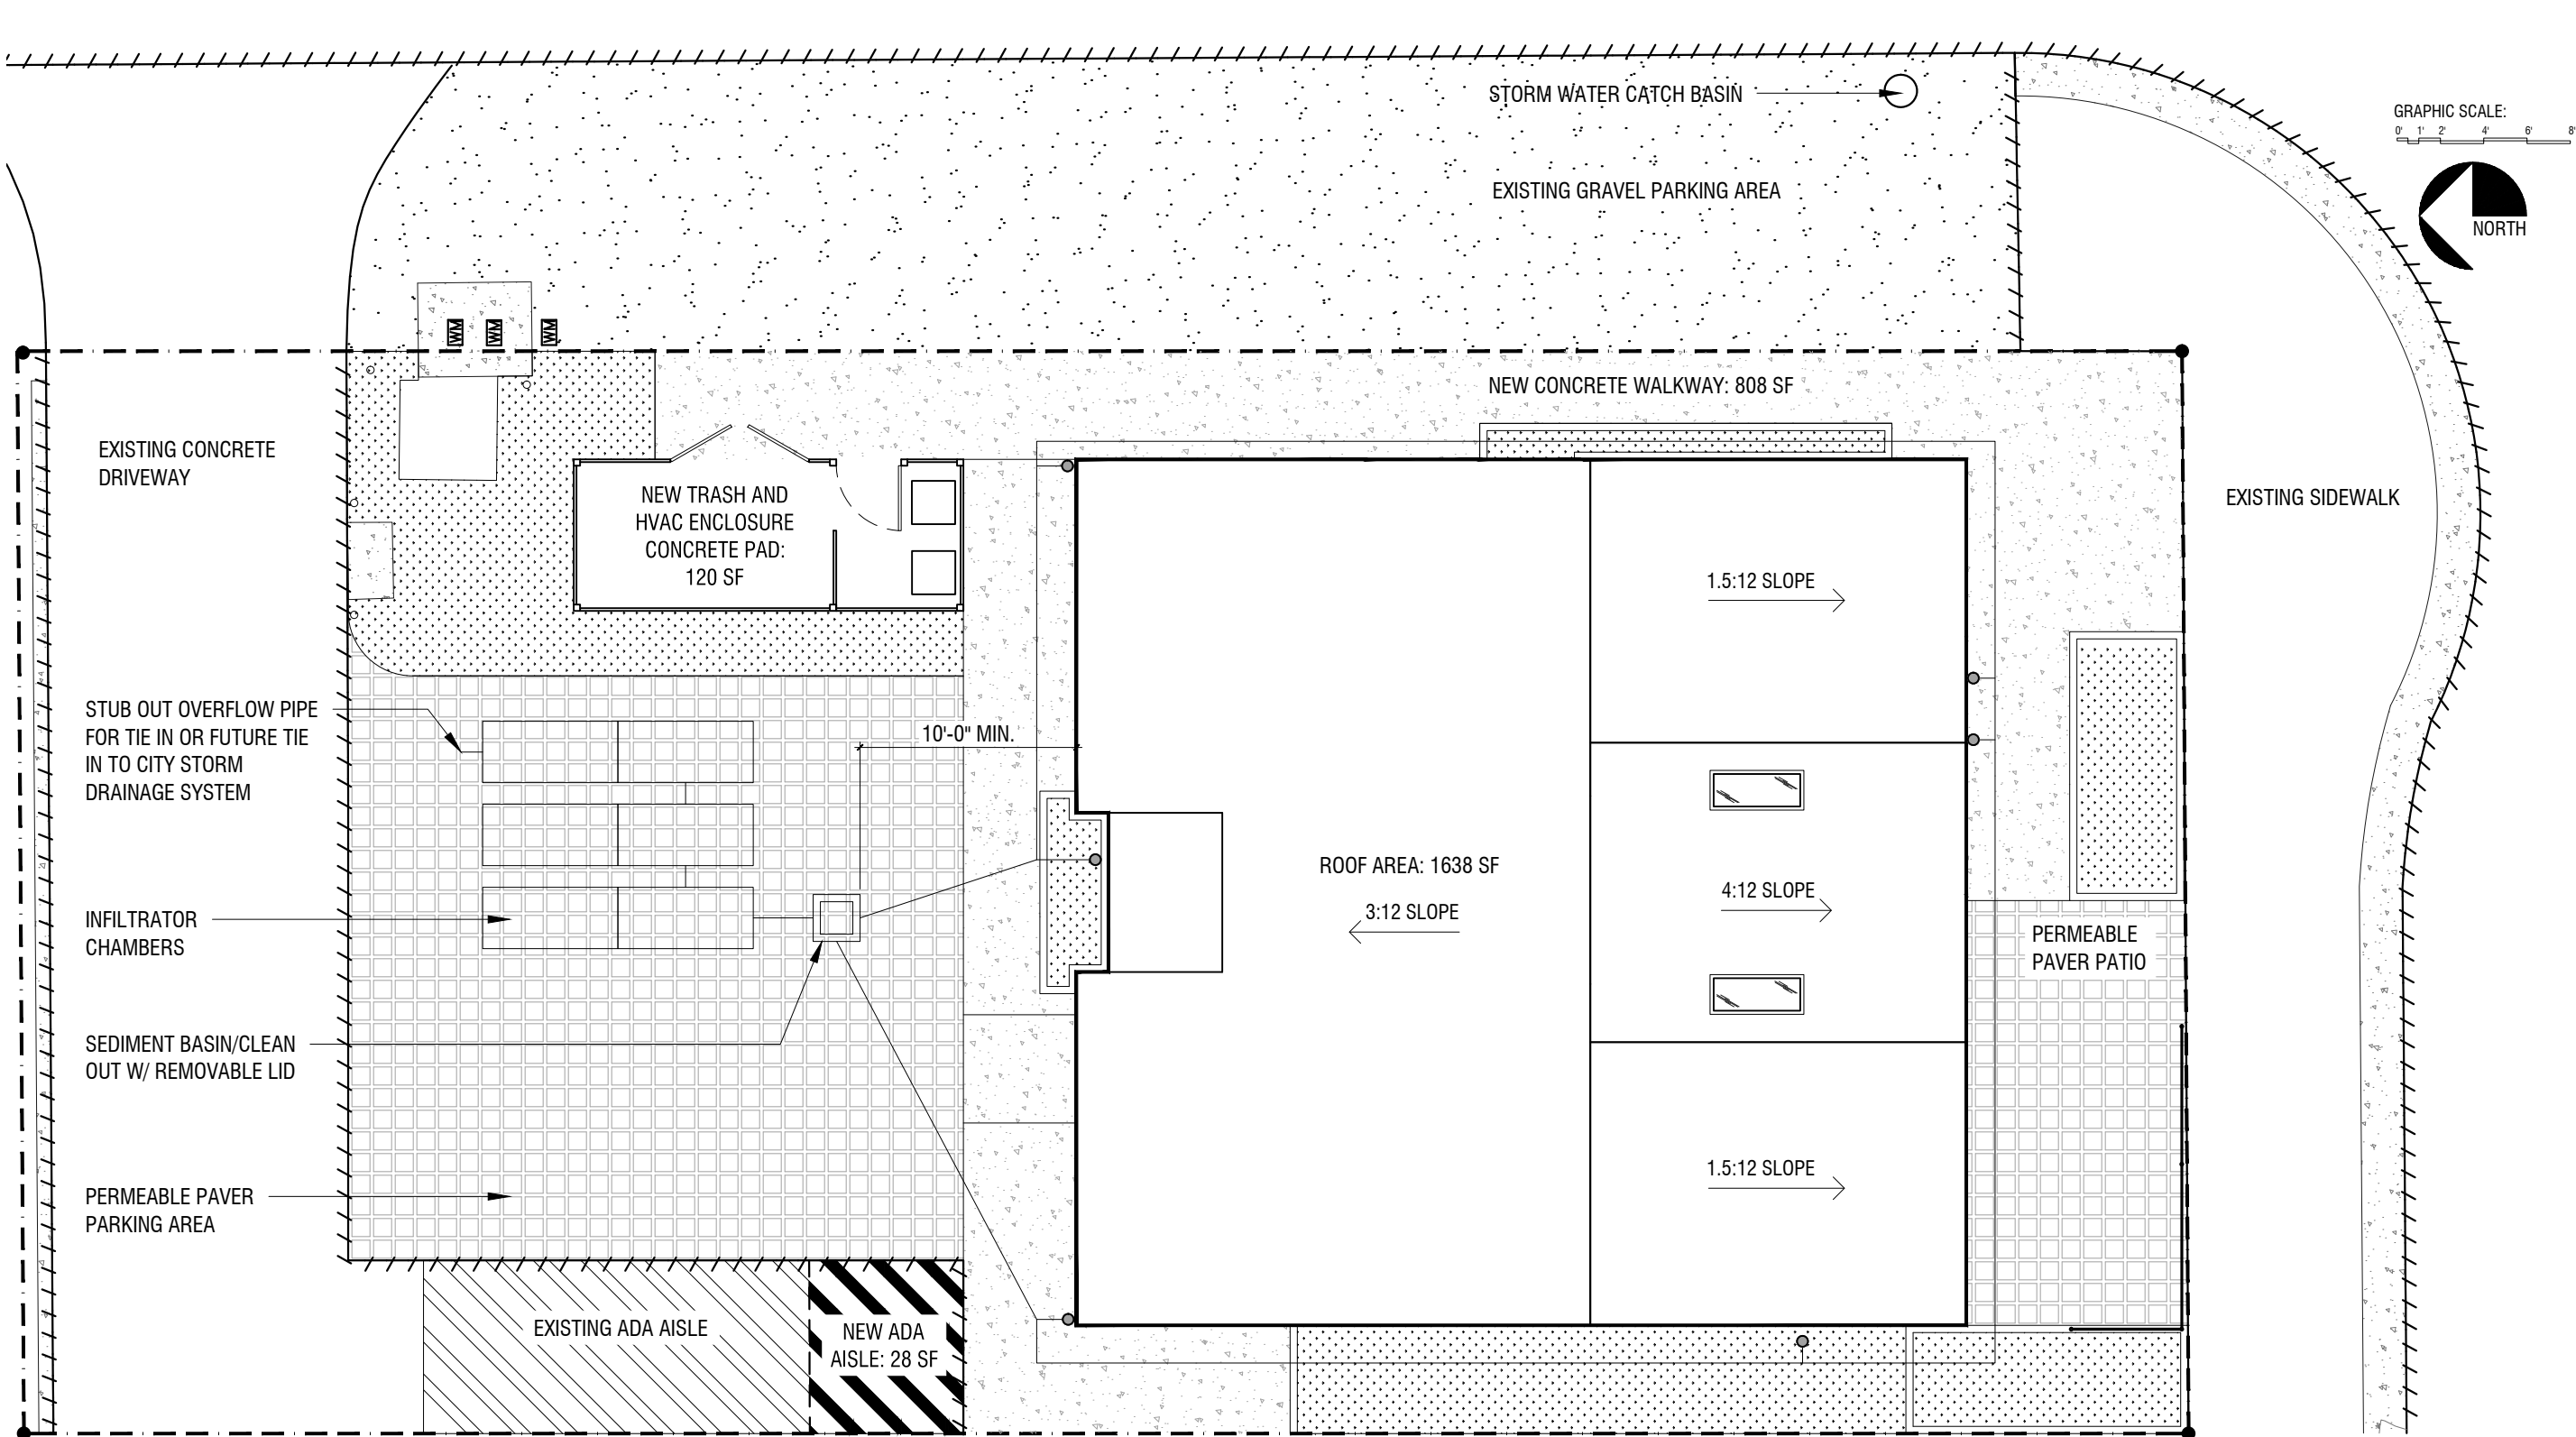 STORM WATER CATCH BASIN
GRAPHIC SCALE:
0' 1' 2' 4' 6' 8'
EXISTING GRAVEL PARKING AREA
NORTH
WM WM WM
NEW CONCRETE WALKWAY: 808 SF
EXISTING CONCRETE
DRIVEWAY
NEW TRASH AND
HVAC ENCLOSURE
CONCRETE PAD:
120 SF
EXISTING SIDEWALK
1.5:12 SLOPE
STUB OUT OVERFLOW PIPE
FOR TIE IN OR FUTURE TIE
IN TO CITY STORM
DRAINAGE SYSTEM
10'-0" MIN.
ROOF AREA: 1638 SF
3:12 SLOPE
4:12 SLOPE
INFILTRATOR
CHAMBERS
PERMEABLE
PAVER PATIO
SEDIMENT BASIN/CLEAN
OUT W/ REMOVABLE LID
1.5:12 SLOPE
PERMEABLE PAVER
PARKING AREA
EXISTING ADA AISLE
NEW ADA
AISLE: 28 SF